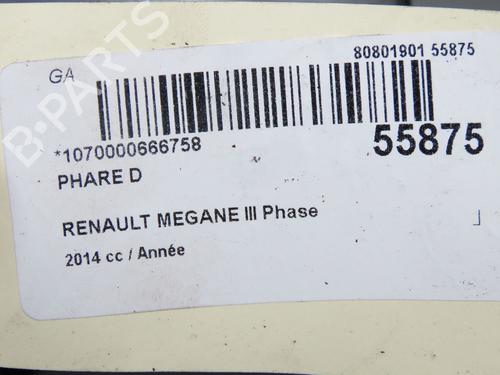 80801901 55875
GA
B-PARTS
*1070000666758
55875
PHARE D
RENAULT MEGANE III Phase
2014 cc / Année